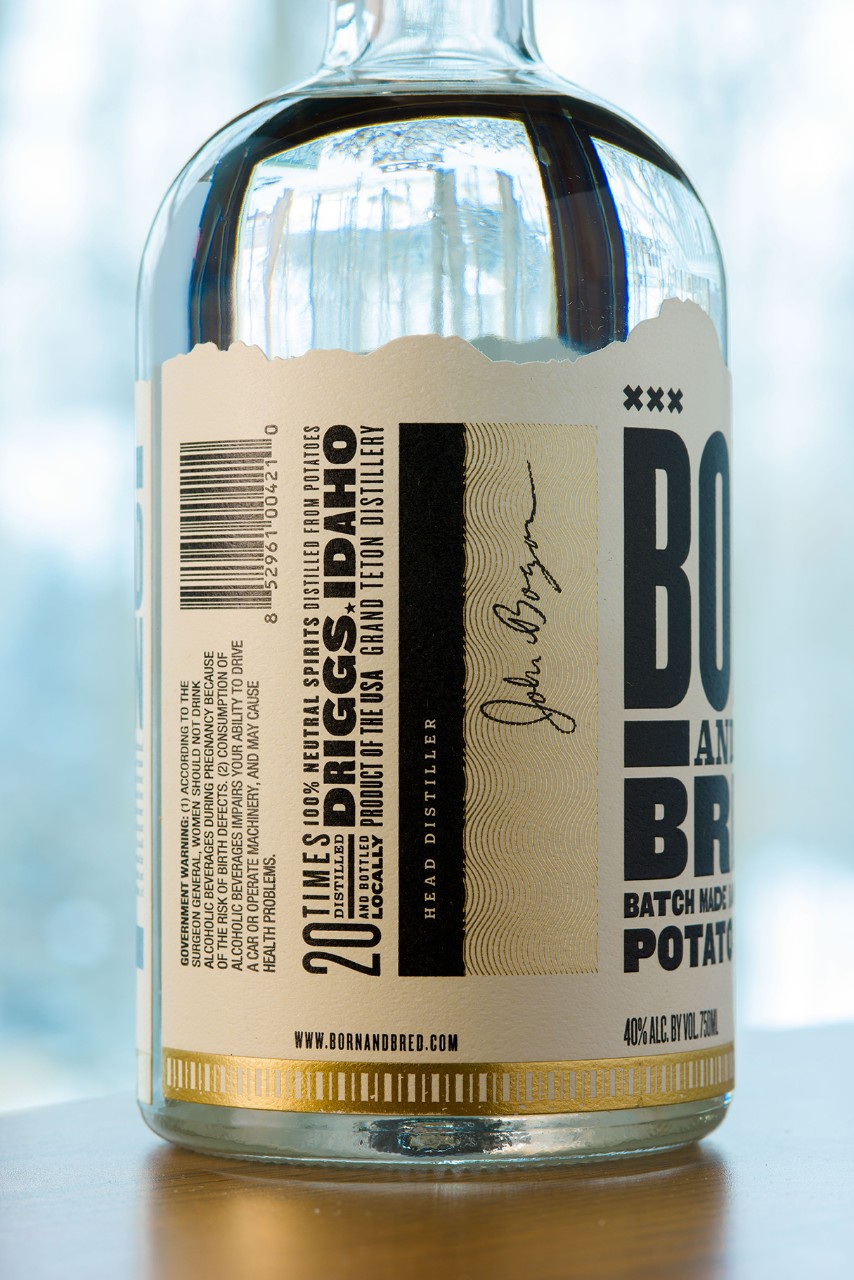 8 52961 00421 0
GOVERNMENT WARNING: (1) ACCORDING TO THE
SURGEON GENERAL, WOMEN SHOULD NOT DRINK
ALCOHOLIC BEVERAGES DURING PREGNANCY BECAUSE
OF THE RISK OF BIRTH DEFECTS. (2) CONSUMPTION OF
ALCOHOLIC BEVERAGES IMPAIRS YOUR ABILITY TO DRIVE
A CAR OR OPERATE MACHINERY, AND MAY CAUSE
HEALTH PROBLEMS.
20 TIMES
DISTILLED
AND BOTTLED
LOCALLY
100% NEUTRAL SPIRITS DISTILLED FROM POTATOES
DRIGGS, IDAHO
PRODUCT OF THE USA GRAND TETON DISTILLERY
HEAD DISTILLER
John Boczar
WWW.BORNANDBRED.COM
XXX
BO
AND
BR
BATCH MADE
POTATO
40% ALC. BY VOL. 750ML